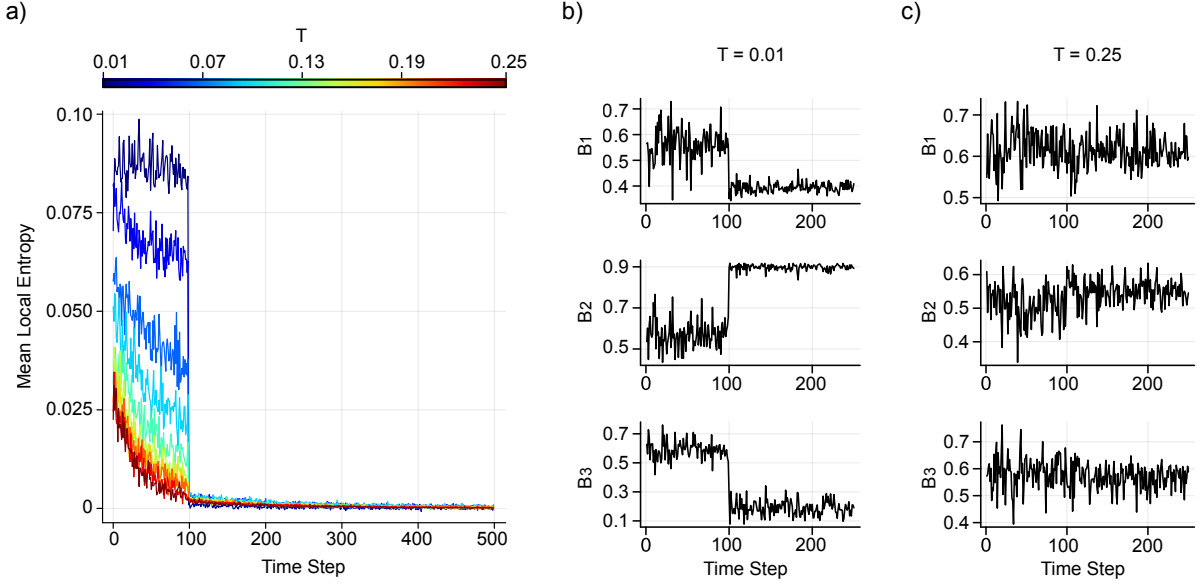 a)
T
0.01 0.07 0.13 0.19 0.25
0.10
0.075
0.050
0.025
0
Mean Local Entropy
0 100 200 300 400 500
Time Step
b)
T = 0.01
0.7
0.6
0.5
0.4
B1
0 100 200
0.9
0.7
0.5
B2
0 100 200
0.7
0.5
0.3
0.1
B3
0 100 200
Time Step
c)
T = 0.25
0.7
0.6
0.5
B1
0 100 200
0.6
0.5
0.4
B2
0 100 200
0.7
0.6
0.5
0.4
B3
0 100 200
Time Step